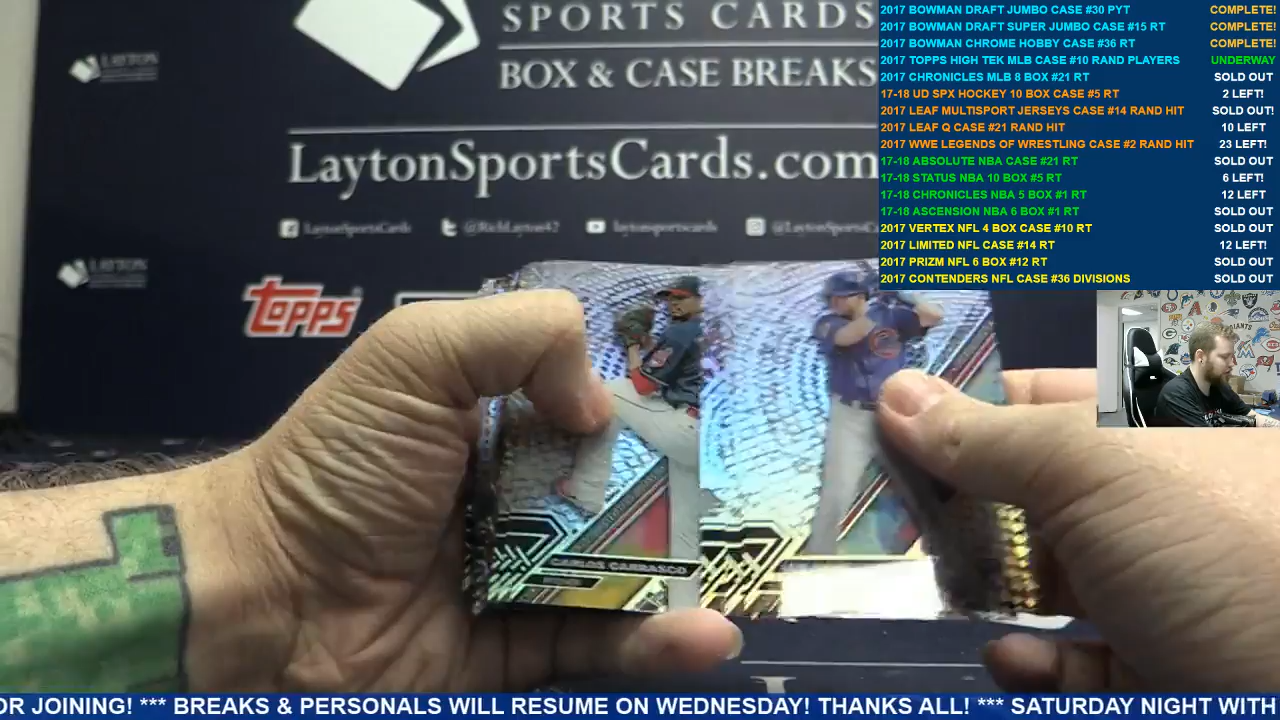 SPORTS CARDS
BOX & CASE BREAKS
LaytonSportsCards.com
LaytonSportsCards
@RichLayton42
laytonsportscards
LAYTON
LAYTON
TOPPS
CARLOS CARRASCO
2017 BOWMAN DRAFT JUMBO CASE #30 PYT COMPLETE!
2017 BOWMAN DRAFT SUPER JUMBO CASE #15 RT COMPLETE!
2017 BOWMAN CHROME HOBBY CASE #36 RT COMPLETE!
2017 TOPPS HIGH TEK MLB CASE #10 RAND PLAYERS UNDERWAY
2017 CHRONICLES MLB 8 BOX #21 RT SOLD OUT
17-18 UD SPX HOCKEY 10 BOX CASE #5 RT 2 LEFT!
2017 LEAF MULTISPORT JERSEYS CASE #14 RAND HIT SOLD OUT!
2017 LEAF Q CASE #21 RAND HIT 10 LEFT
2017 WWE LEGENDS OF WRESTLING CASE #2 RAND HIT 23 LEFT!
17-18 ABSOLUTE NBA CASE #21 RT SOLD OUT
17-18 STATUS NBA 10 BOX #5 RT 6 LEFT!
17-18 CHRONICLES NBA 5 BOX #1 RT 12 LEFT
17-18 ASCENSION NBA 6 BOX #1 RT SOLD OUT
2017 VERTEX NFL 4 BOX CASE #10 RT SOLD OUT
2017 LIMITED NFL CASE #14 RT 12 LEFT!
2017 PRIZM NFL 6 BOX #12 RT SOLD OUT
2017 CONTENDERS NFL CASE #36 DIVISIONS SOLD OUT
OR JOINING! *** BREAKS & PERSONALS WILL RESUME ON WEDNESDAY! THANKS ALL! *** SATURDAY NIGHT WITH